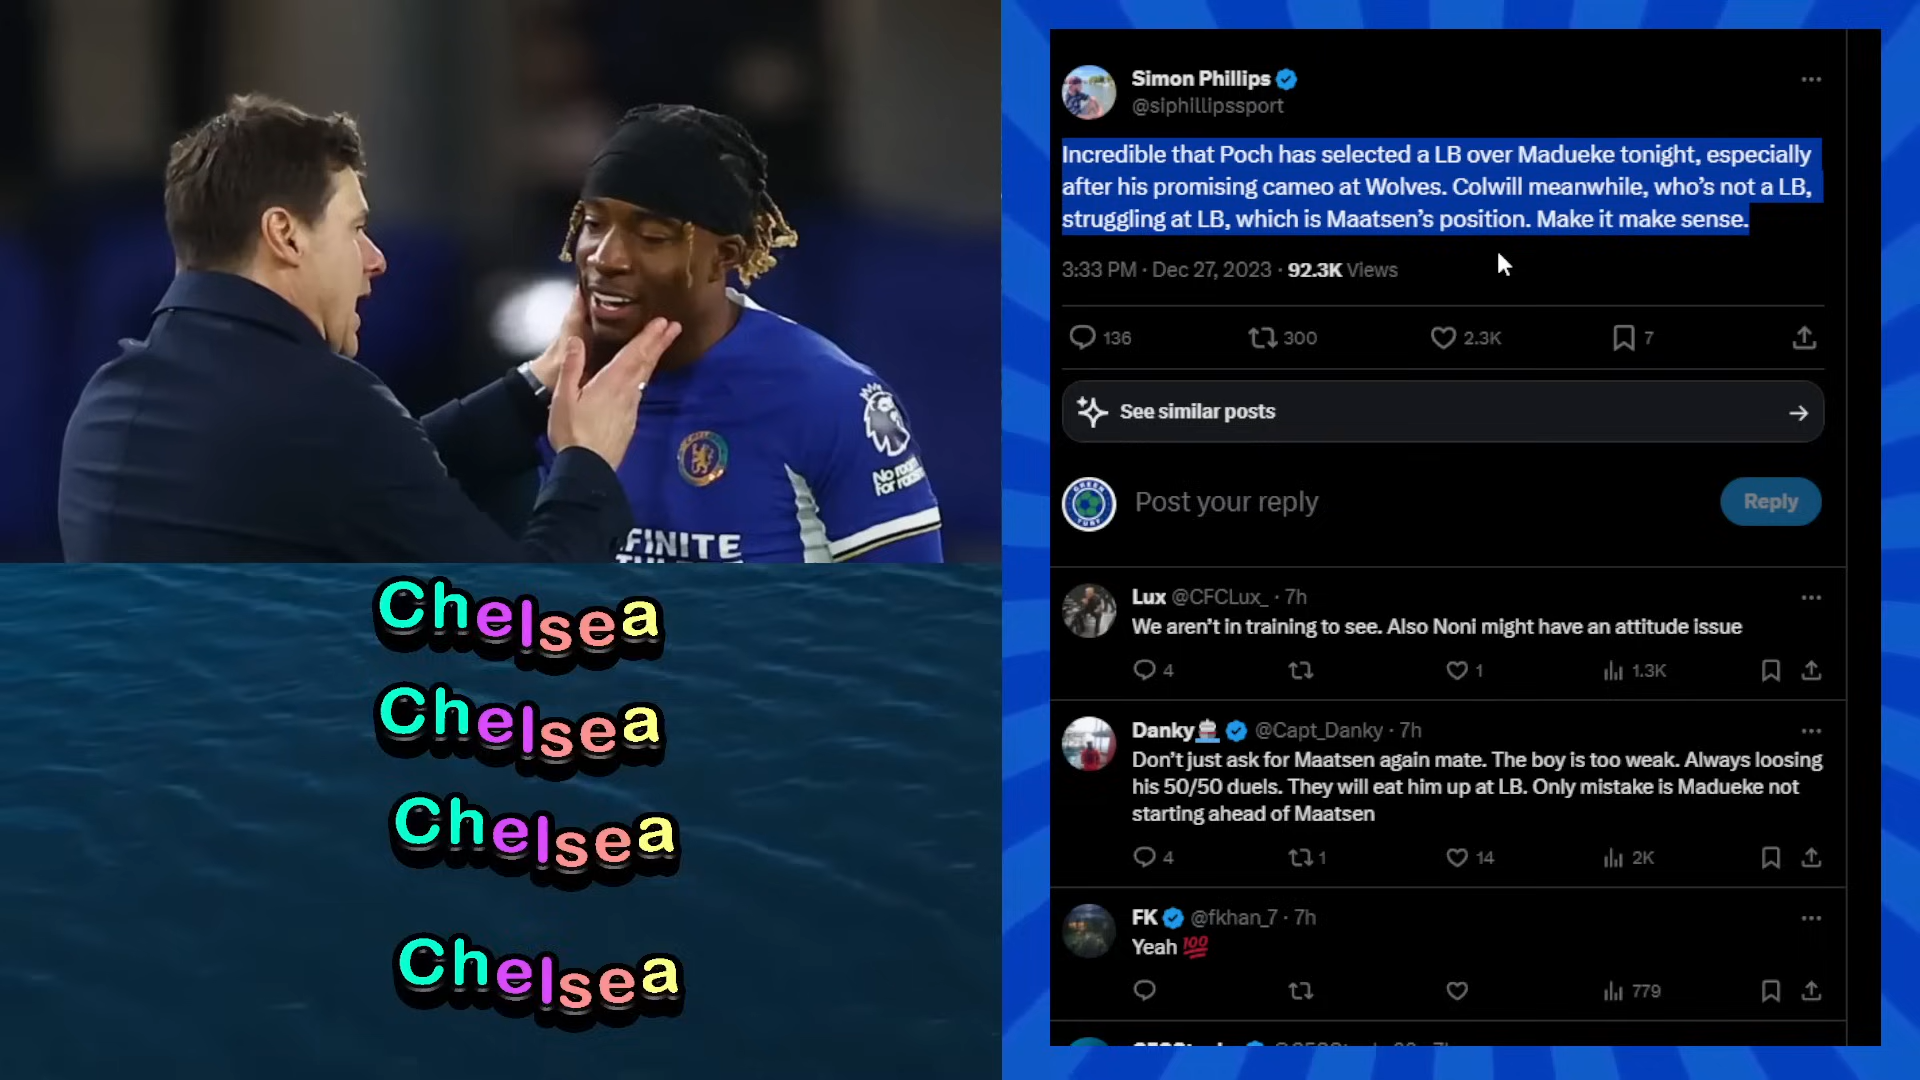 No room
For racism
FINITE
Chelsea
Chelsea
Chelsea
Chelsea
Simon Phillips
@siphillipssport
Incredible that Poch has selected a LB over Madueke tonight, especially
after his promising cameo at Wolves. Colwill meanwhile, who's not a LB,
struggling at LB, which is Maatsen's position. Make it make sense.
3:33 PM · Dec 27, 2023 · 92.3K Views
136 300 2.3K 7
See similar posts
Post your reply
Reply
Lux @CFCLux_ · 7h
We aren't in training to see. Also Noni might have an attitude issue
4 1 1.3K
Danky @Capt_Danky · 7h
Don't just ask for Maatsen again mate. The boy is too weak. Always loosing
his 50/50 duels. They will eat him up at LB. Only mistake is Madueke not
starting ahead of Maatsen
4 1 14 2K
FK @fkhan_7 · 7h
Yeah 💯
779